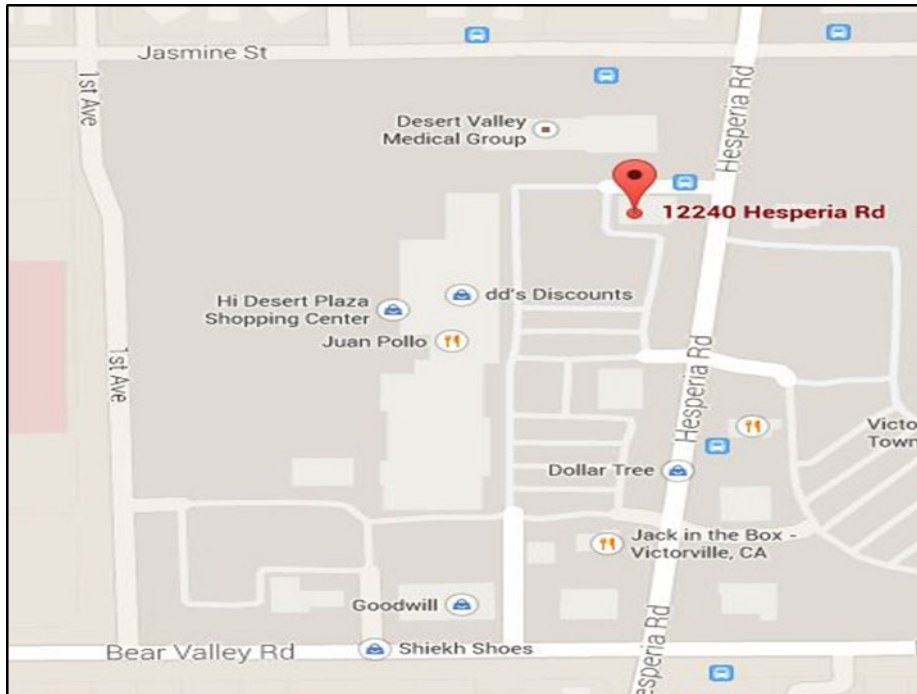 Jasmine St
1st Ave
Hesperia Rd
Desert Valley
Medical Group
12240 Hesperia Rd
dd's Discounts
Hi Desert Plaza
Shopping Center
Juan Pollo
1st Ave
Hesperia Rd
Victo
Town
Dollar Tree
Jack in the Box -
Victorville, CA
Goodwill
Hesperia Rd
Bear Valley Rd
Shiekh Shoes